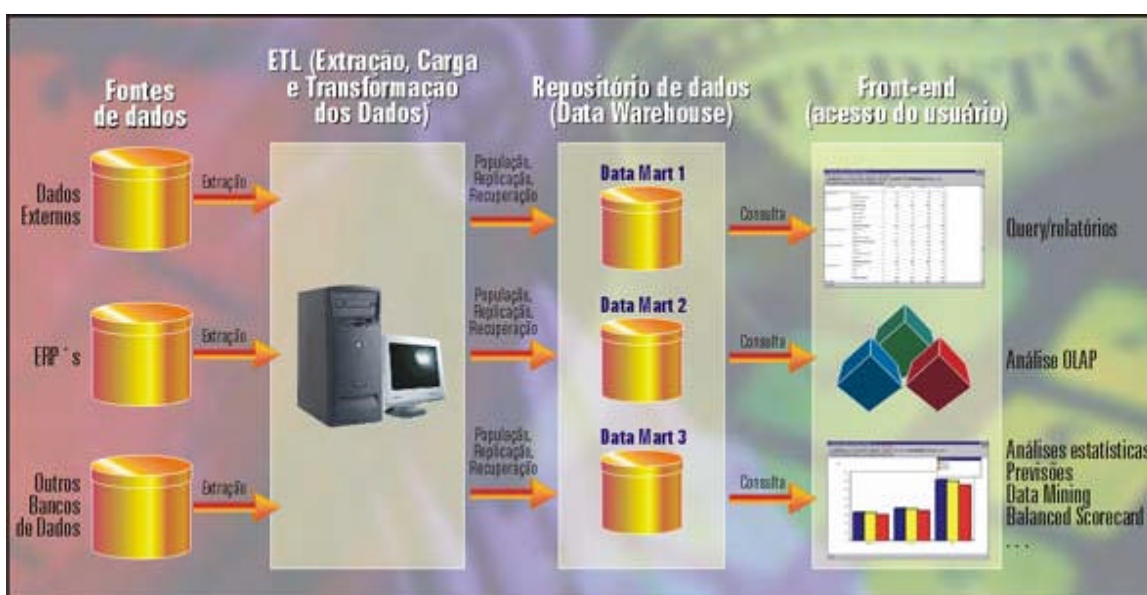 Fontes
de dados
ETL (Extração, Carga
e Transformacão
dos Dados)
Repositório de dados
(Data Warehouse)
Front-end
(acesso do usuário)
Dados
Externos
Extração
População,
Replicação,
Recuperação
Data Mart 1
Consulta
Query/relatórios
ERP´s
Extração
População,
Replicação,
Recuperação
Data Mart 2
Consulta
Análise OLAP
Outros
Bancos
de Dados
Extração
População,
Replicação,
Recuperação
Data Mart 3
Consulta
Análises estatísticas
Previsões
Data Mining
Balanced Scorecard
. . .